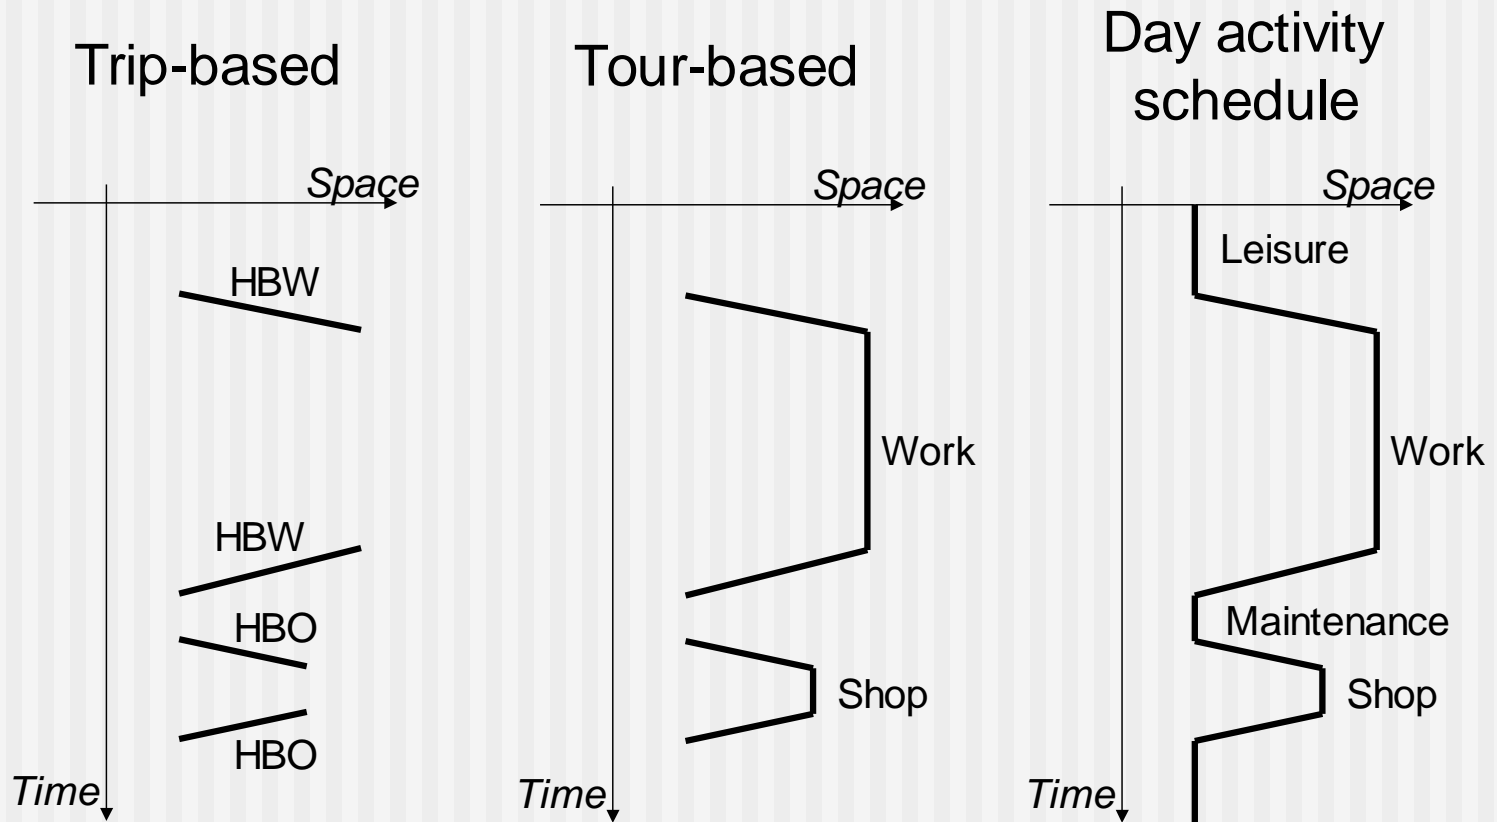 Trip-based
Space
HBW
HBW
HBO
HBO
Time
Tour-based
Space
Work
Shop
Time
Day activity
schedule
Space
Leisure
Work
Maintenance
Shop
Time